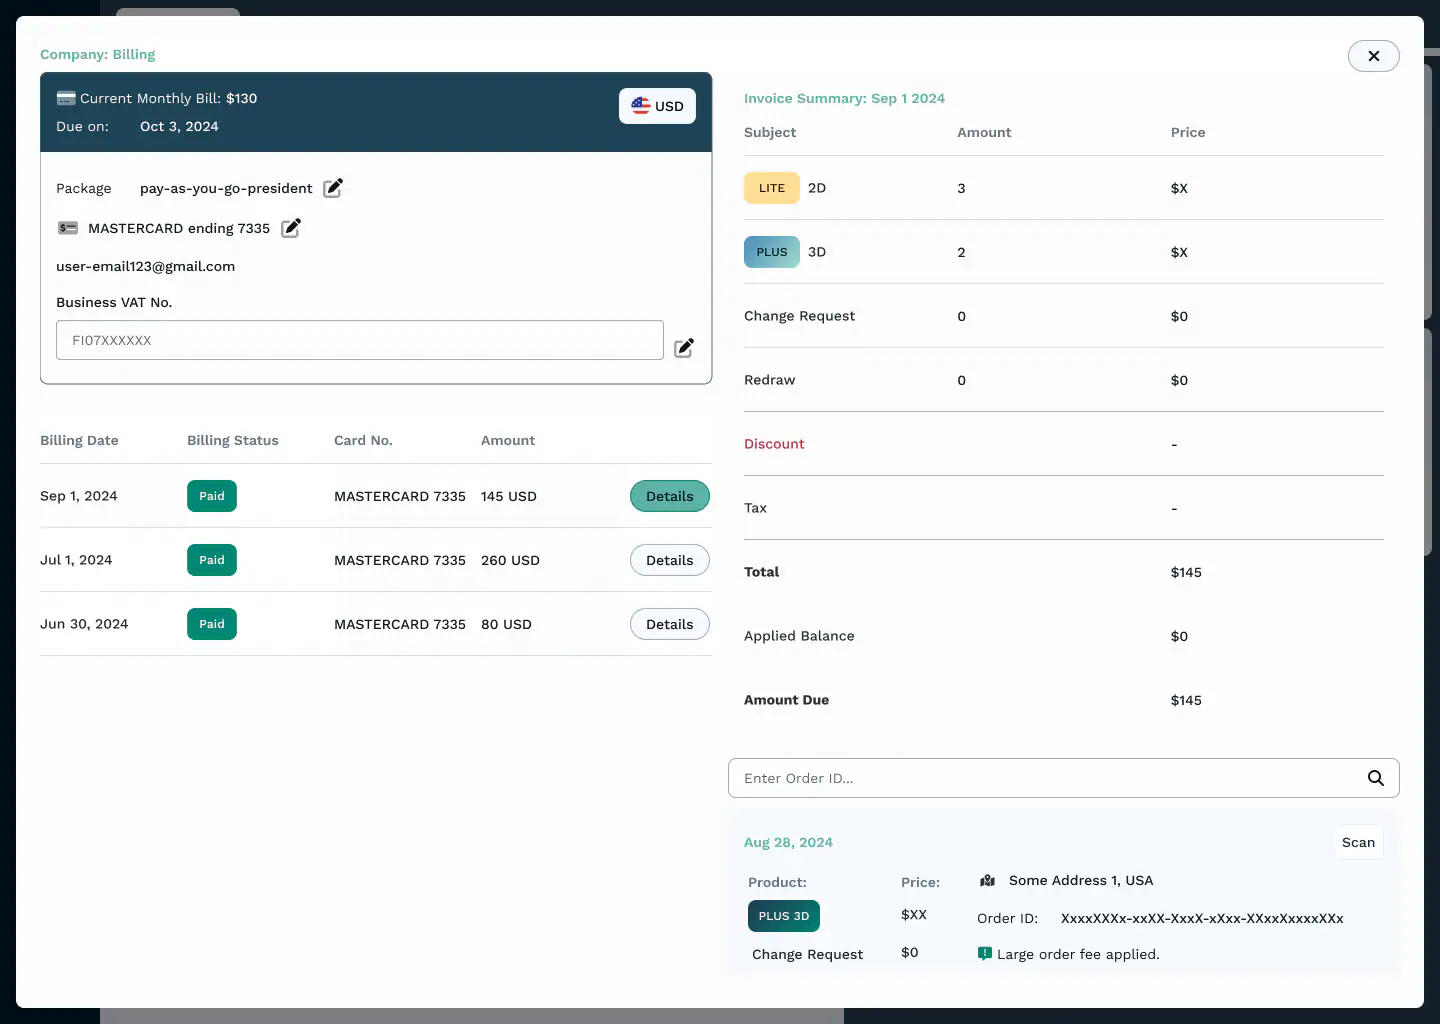 Company: Billing
Current Monthly Bill: $130
USD
Due on: Oct 3, 2024
Package pay-as-you-go-president
MASTERCARD ending 7335
user-email123@gmail.com
Business VAT No.
FI07XXXXXX
Billing Date Billing Status Card No. Amount
Sep 1, 2024 Paid MASTERCARD 7335 145 USD Details
Jul 1, 2024 Paid MASTERCARD 7335 260 USD Details
Jun 30, 2024 Paid MASTERCARD 7335 80 USD Details
Invoice Summary: Sep 1 2024
Subject Amount Price
LITE 2D 3 $X
PLUS 3D 2 $X
Change Request 0 $0
Redraw 0 $0
Discount -
Tax -
Total $145
Applied Balance $0
Amount Due $145
Enter Order ID...
Aug 28, 2024 Scan
Product: Price: Some Address 1, USA
PLUS 3D $XX Order ID: XxxxXXXx-xxXX-XxxX-xXxx-XXxxXxxxxXXx
Change Request $0 Large order fee applied.